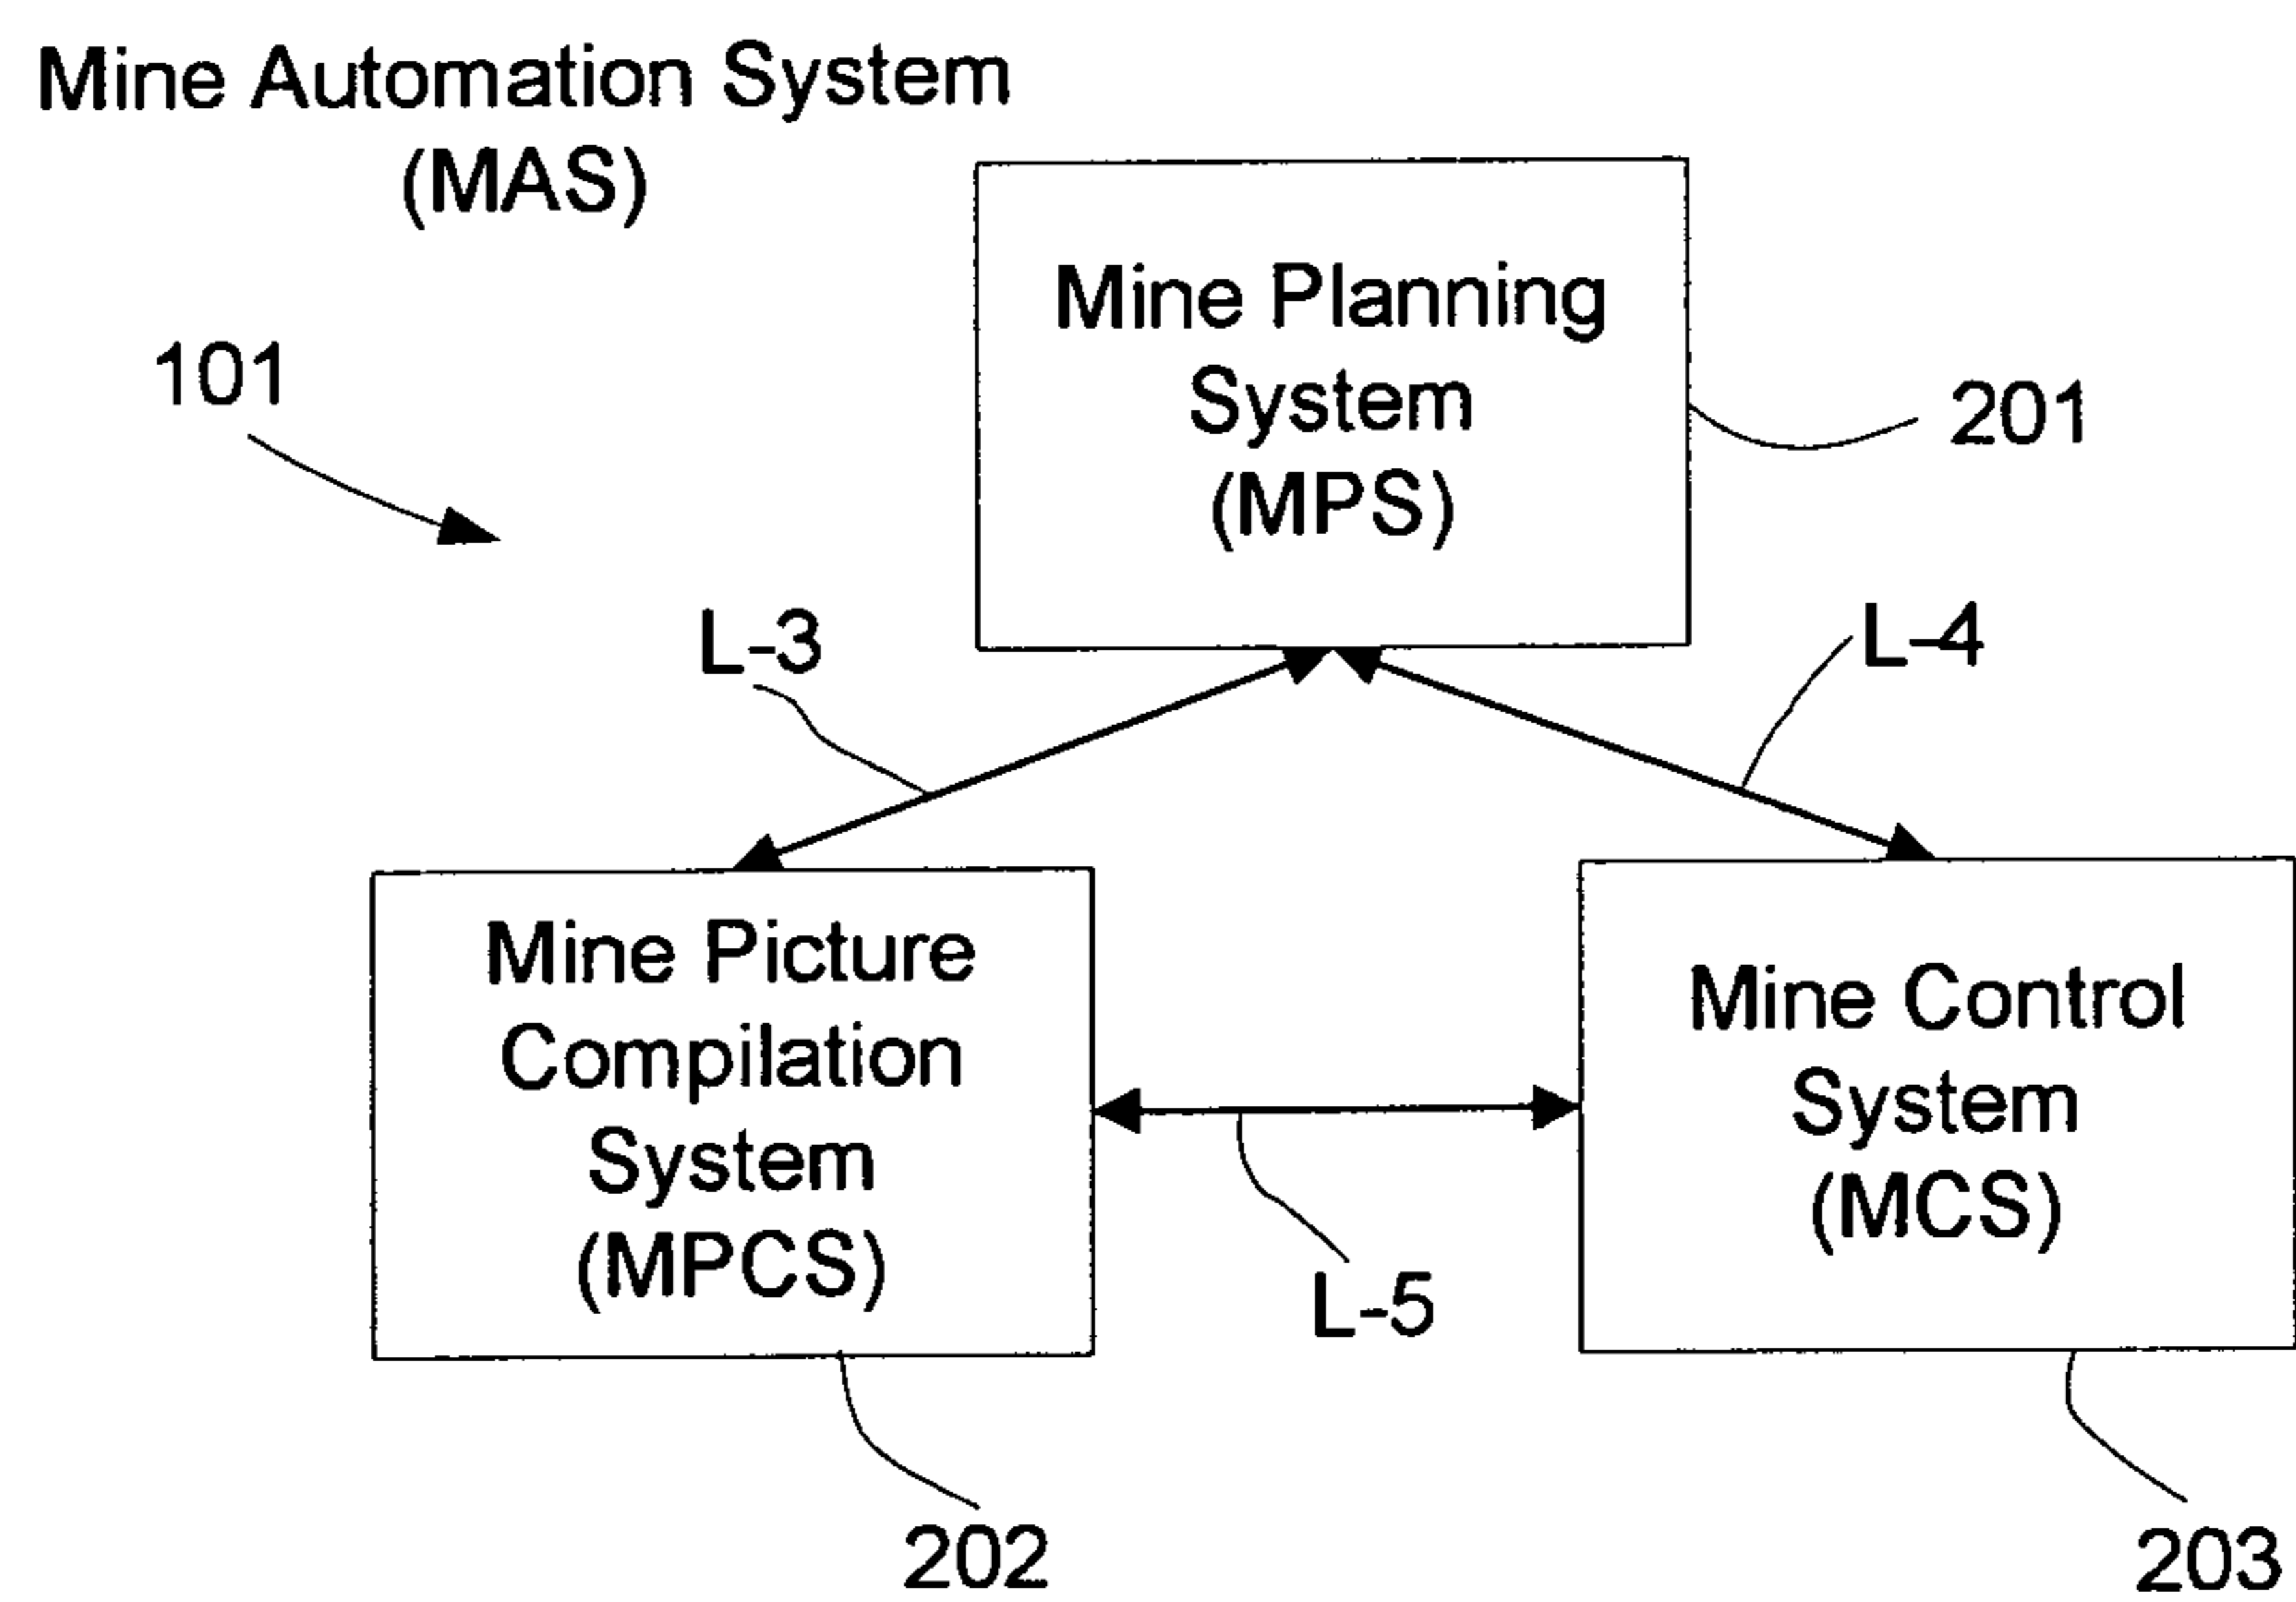 Mine Automation System
(MAS)
101
Mine Planning
System
(MPS)
201
L-3
L-4
Mine Picture
Compilation
System
(MPCS)
Mine Control
System
(MCS)
L-5
202
203